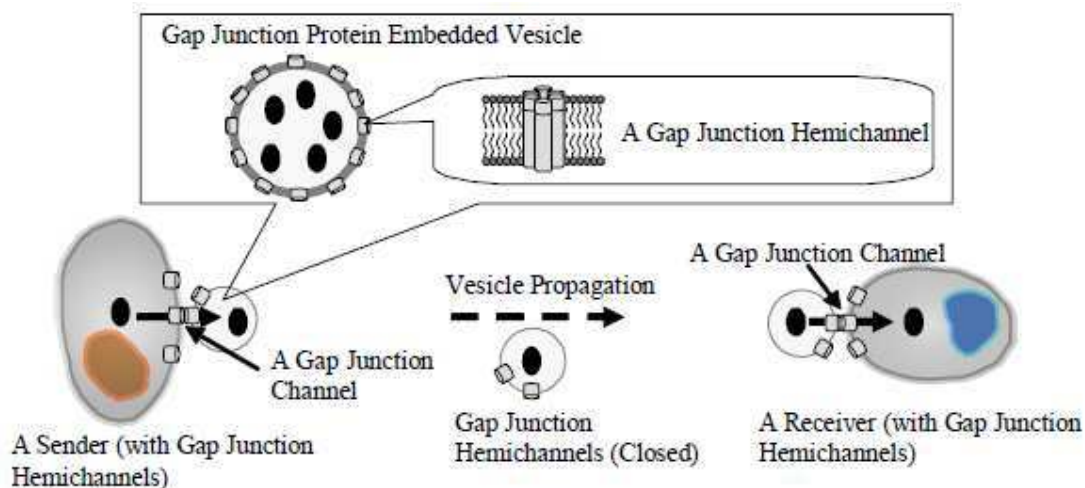 Gap Junction Protein Embedded Vesicle
A Gap Junction Hemichannel
A Gap Junction Channel
Vesicle Propagation
A Gap Junction
Channel
A Sender (with Gap Junction
Hemichannels)
Gap Junction
Hemichannels (Closed)
A Receiver (with Gap Junction
Hemichannels)